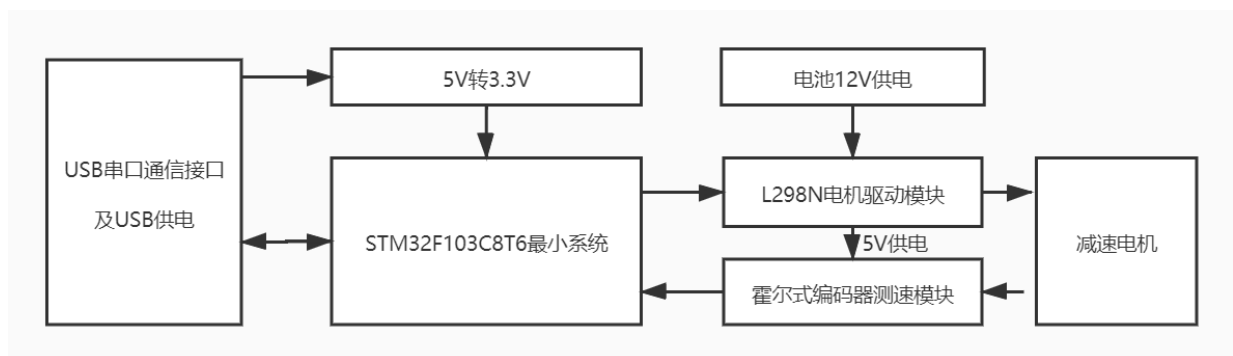 5V转3.3V
电池12V供电
USB串口通信接口
及USB供电
STM32F103C8T6最小系统
L298N电机驱动模块
5V供电
霍尔式编码器测速模块
减速电机